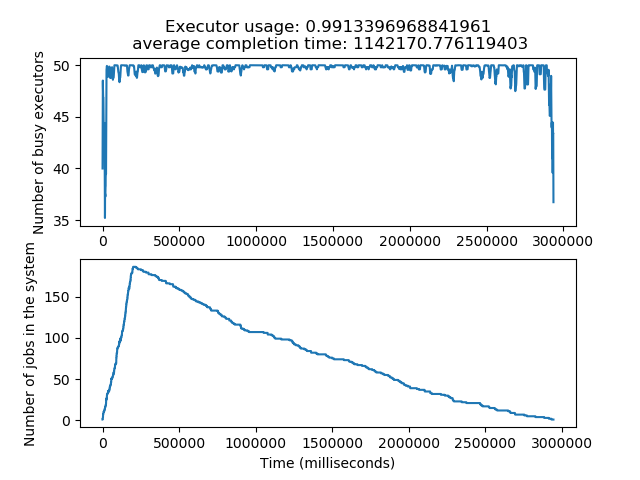 Executor usage: 0.9913396968841961
average completion time: 1142170.776119403
Number of busy executors
50
45
40
35
0 500000 1000000 1500000 2000000 2500000 3000000
Number of jobs in the system
150
100
50
0
0 500000 1000000 1500000 2000000 2500000 3000000
Time (milliseconds)